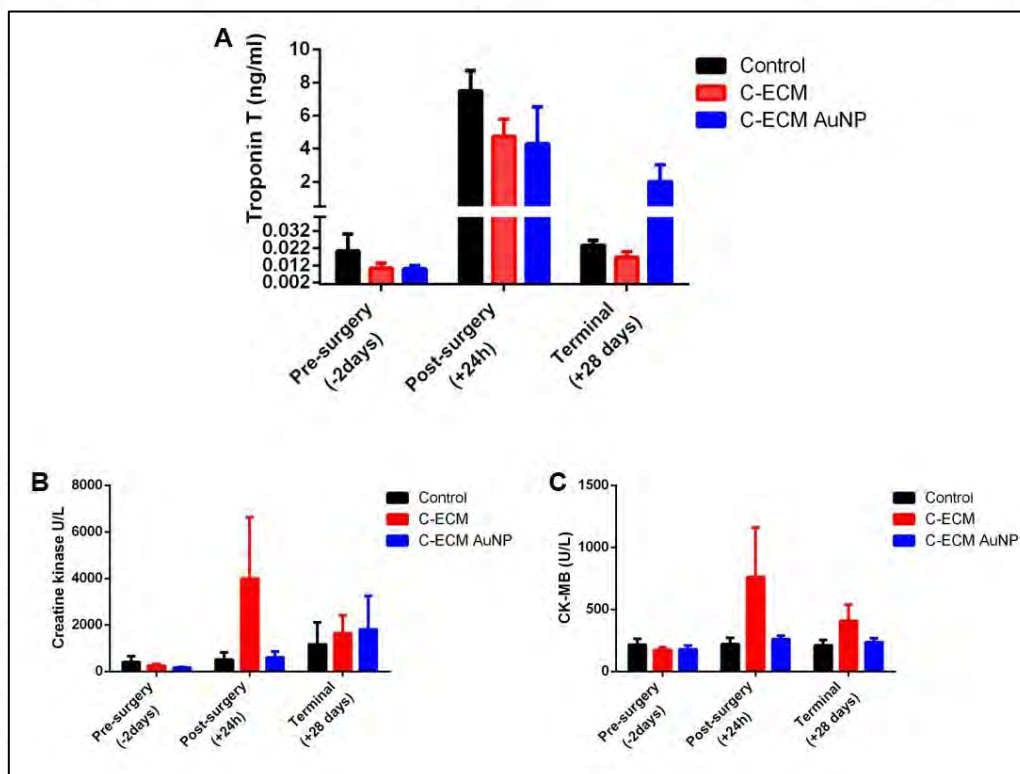 A
Troponin T (ng/ml)
10
8
6
4
2
0.032
0.022
0.012
0.002
Control
C-ECM
C-ECM AuNP
Pre-surgery
(-2days)
Post-surgery
(+24h)
Terminal
(+28 days)
B
Creatine kinase U/L
8000
6000
4000
2000
0
Control
C-ECM
C-ECM AuNP
Pre-surgery
(-2days)
Post-surgery
(+24h)
Terminal
(+28 days)
C
CK-MB (U/L)
1500
1000
500
0
Control
C-ECM
C-ECM AuNP
Pre-surgery
(-2days)
Post-surgery
(+24h)
Terminal
(+28 days)